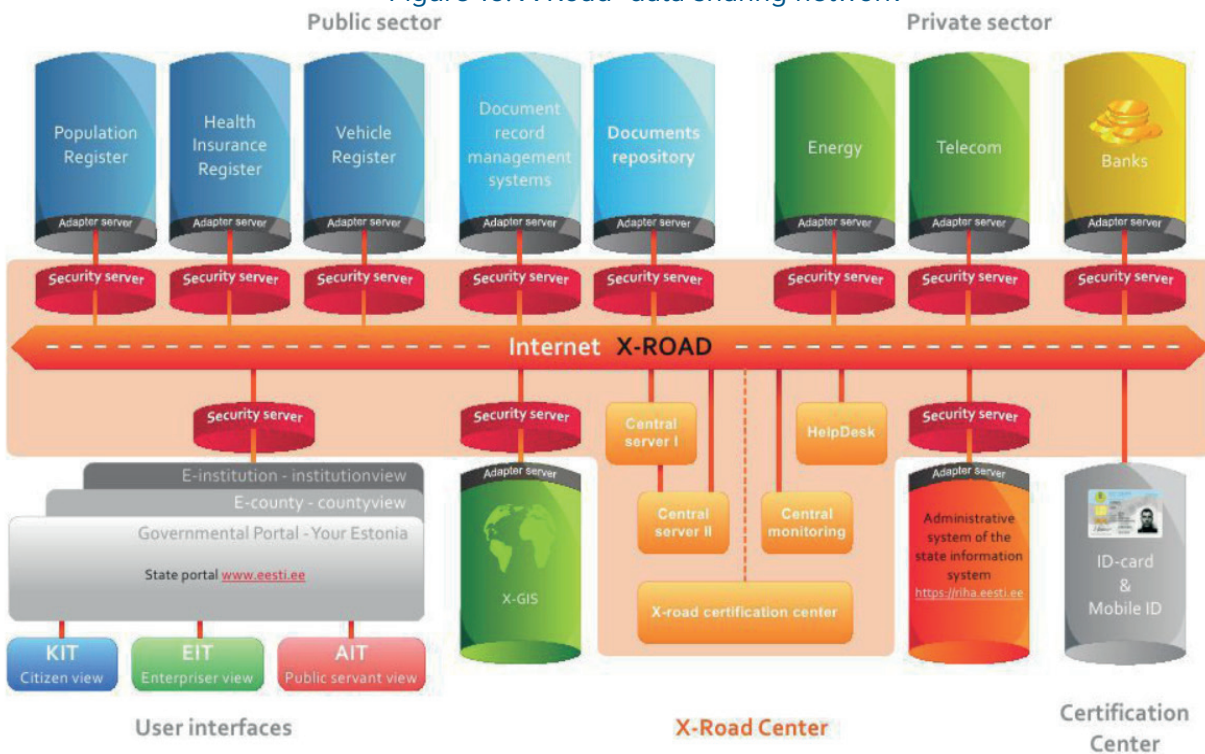 Public sector
Private sector
Population
Register
Health
Insurance
Register
Vehicle
Register
Document
record
management
systems
Documents
repository
Energy
Telecom
Banks
Adapter server
Adapter server
Adapter server
Adapter server
Adapter server
Adapter server
Adapter server
Adapter server
Security server
Security server
Security server
Security server
Security server
Security server
Security server
Security server
Internet X-ROAD
Security server
Security server
Central
server I
HelpDesk
Security server
E-institution - institutionview
E-county - countyview
Governmental Portal - Your Estonia
State portal www.eesti.ee
Adapter server
X-GIS
Central
server II
Central
monitoring
X-road certification center
Adapter server
Administrative
system of the
state information
system
https://riha.eesti.ee
ID-card
&
Mobile ID
KIT
Citizen view
EIT
Enterpriser view
AIT
Public servant view
User interfaces
X-Road Center
Certification
Center